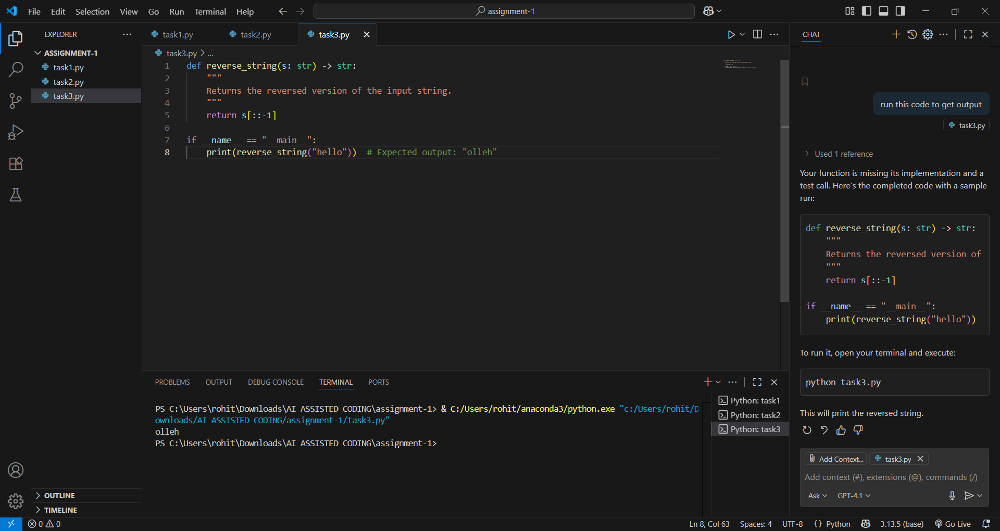 File Edit Selection View Go Run Terminal Help
assignment-1
EXPLORER
ASSIGNMENT-1
task1.py
task2.py
task3.py
OUTLINE
TIMELINE
task1.py task2.py task3.py
task3.py > ...
1 def reverse_string(s: str) -> str:
2 """
3 Returns the reversed version of the input string.
4 """
5 return s[::-1]
6
7 if __name__ == "__main__":
8 print(reverse_string("hello")) # Expected output: "olleh"
PROBLEMS OUTPUT DEBUG CONSOLE TERMINAL PORTS
PS C:\Users\rohit\Downloads\AI ASSISTED CODING\assignment-1> & C:/Users/rohit/anaconda3/python.exe "c:/Users/rohit/D
ownloads/AI ASSISTED CODING/assignment-1/task3.py"
olleh
PS C:\Users\rohit\Downloads\AI ASSISTED CODING\assignment-1>
Python: task1
Python: task2
Python: task3
CHAT
run this code to get output
task3.py
Used 1 reference
Your function is missing its implementation and a
test call. Here's the completed code with a sample
run:
def reverse_string(s: str) -> str:
"""
Returns the reversed version of
"""
return s[::-1]
if __name__ == "__main__":
print(reverse_string("hello"))
To run it, open your terminal and execute:
python task3.py
This will print the reversed string.
Add Context... task3.py
Add context (#), extensions (@), commands (/)
Ask GPT-4.1
0 0
Ln 8, Col 63 Spaces: 4 UTF-8 {} Python 3.13.5 (base) Go Live